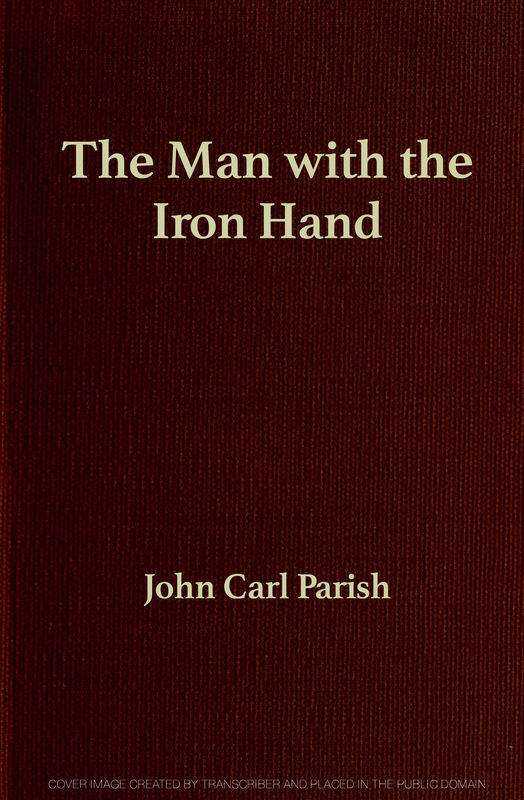 The Man with the
Iron Hand
John Carl Parish
COVER IMAGE CREATED BY TRANSCRIBER AND PLACED IN THE PUBLIC DOMAIN